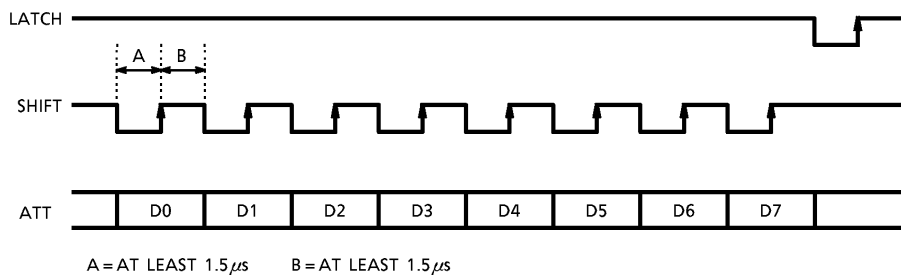 LATCH
A B
SHIFT
ATT D0 D1 D2 D3 D4 D5 D6 D7
A = AT LEAST 1.5μs B = AT LEAST 1.5μs